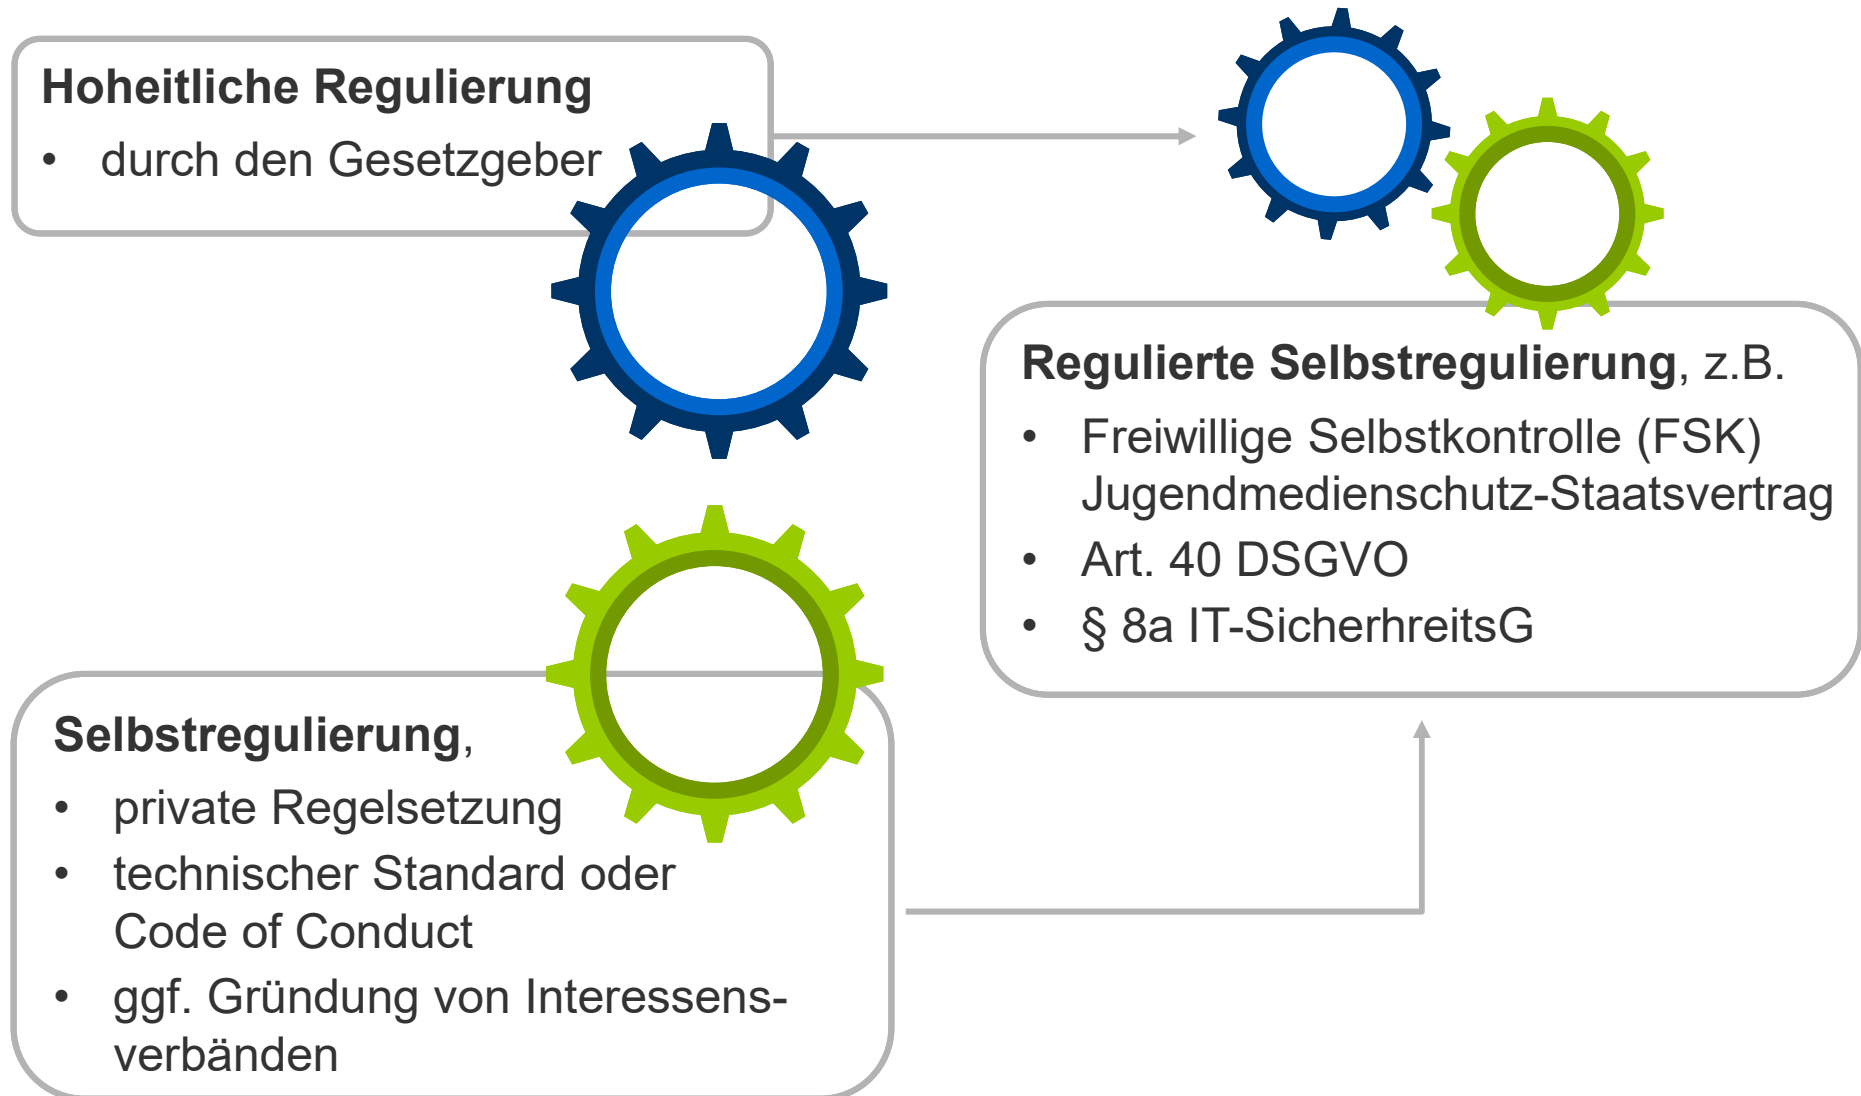 Hoheitliche Regulierung
• durch den Gesetzgeber
Regulierte Selbstregulierung, z.B.
• Freiwillige Selbstkontrolle (FSK)
Jugendmedienschutz-Staatsvertrag
• Art. 40 DSGVO
• § 8a IT-SicherhreitsG
Selbstregulierung,
• private Regelsetzung
• technischer Standard oder
Code of Conduct
• ggf. Gründung von Interessens-
verbänden